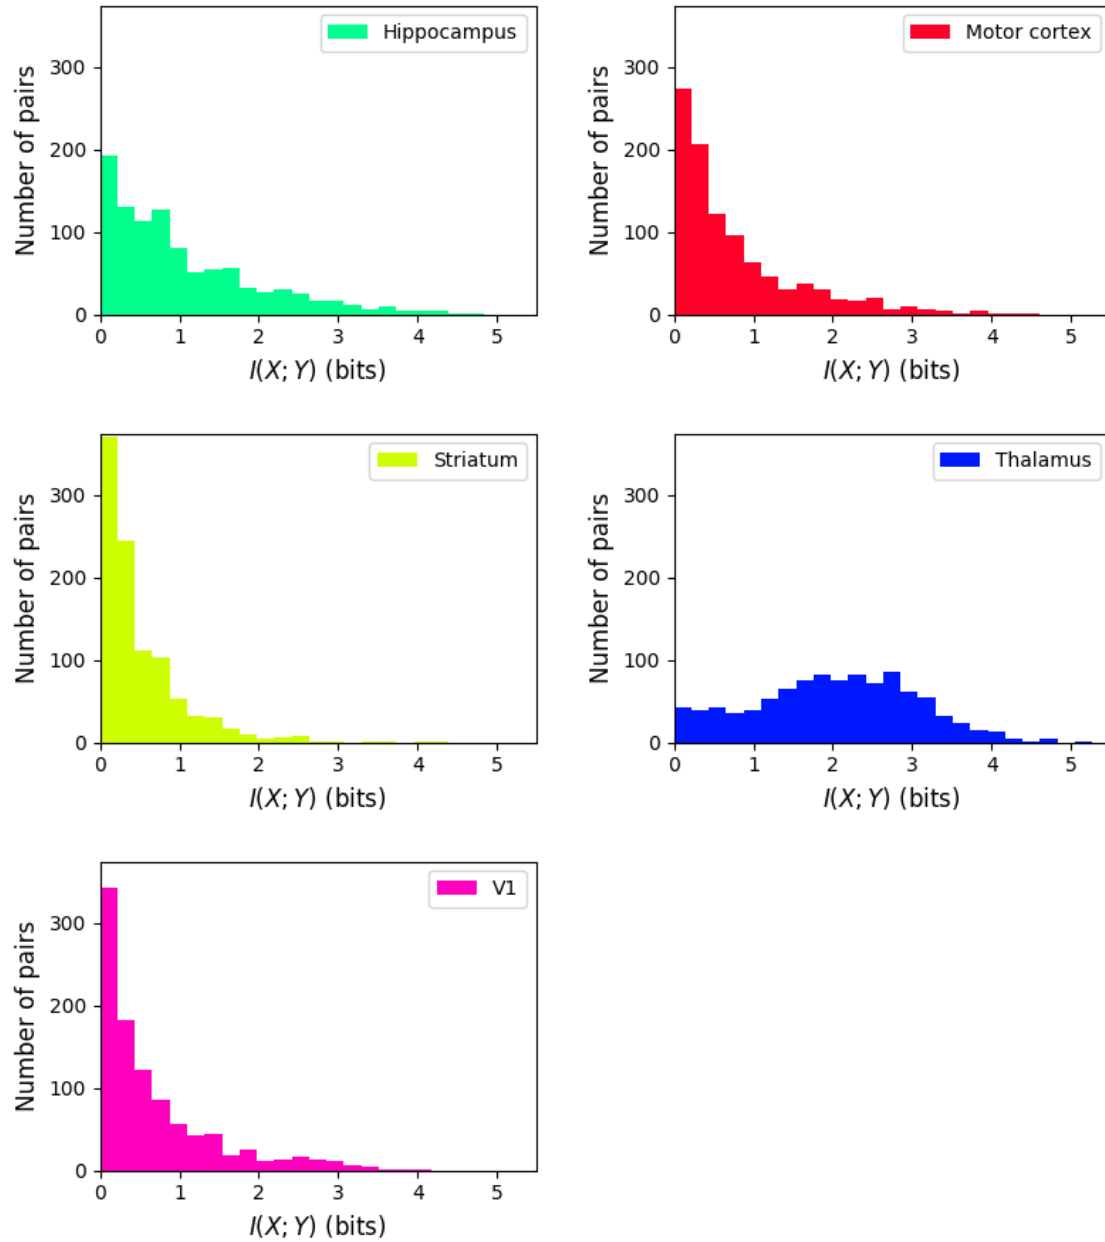 Hippocampus
Number of pairs
300
200
100
0
0 1 2 3 4 5
I(X; Y) (bits)
Motor cortex
Number of pairs
300
200
100
0
0 1 2 3 4 5
I(X; Y) (bits)
Striatum
Number of pairs
300
200
100
0
0 1 2 3 4 5
I(X; Y) (bits)
Thalamus
Number of pairs
300
200
100
0
0 1 2 3 4 5
I(X; Y) (bits)
V1
Number of pairs
300
200
100
0
0 1 2 3 4 5
I(X; Y) (bits)